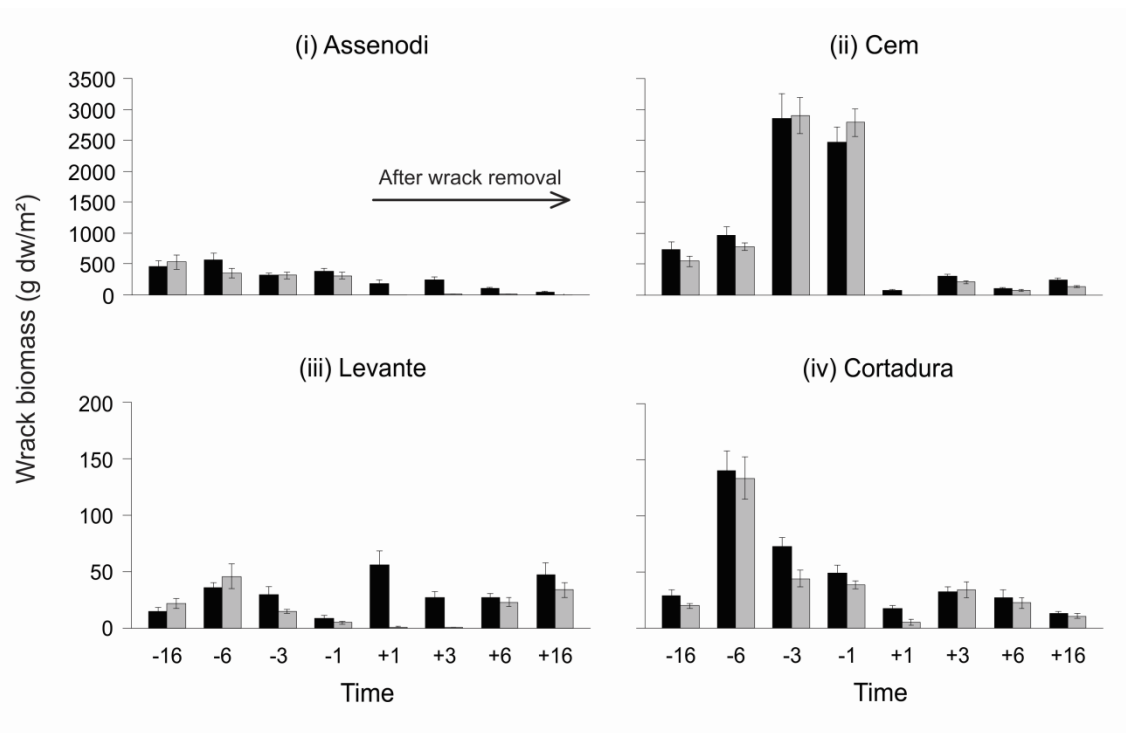 (i) Assenodi
(ii) Cem
Wrack biomass (g dw/m²)
3500
3000
2500
2000
1500
1000
500
0
After wrack removal
(iii) Levante
(iv) Cortadura
200
150
100
50
0
-16 -6 -3 -1 +1 +3 +6 +16
-16 -6 -3 -1 +1 +3 +6 +16
Time
Time